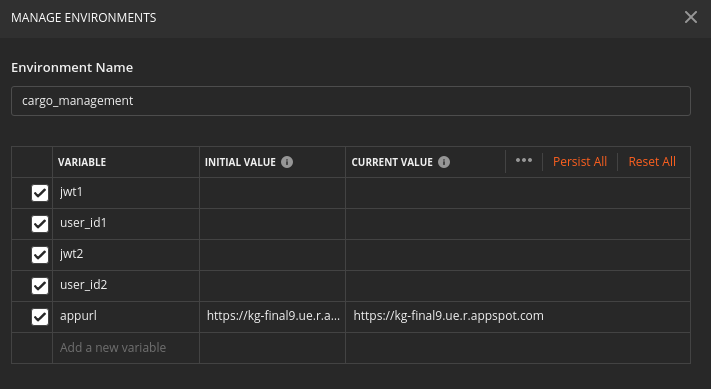 MANAGE ENVIRONMENTS
Environment Name
cargo_management
VARIABLE INITIAL VALUE CURRENT VALUE Persist All Reset All
jwt1
user_id1
jwt2
user_id2
appurl https://kg-final9.ue.r.a... https://kg-final9.ue.r.appspot.com
Add a new variable